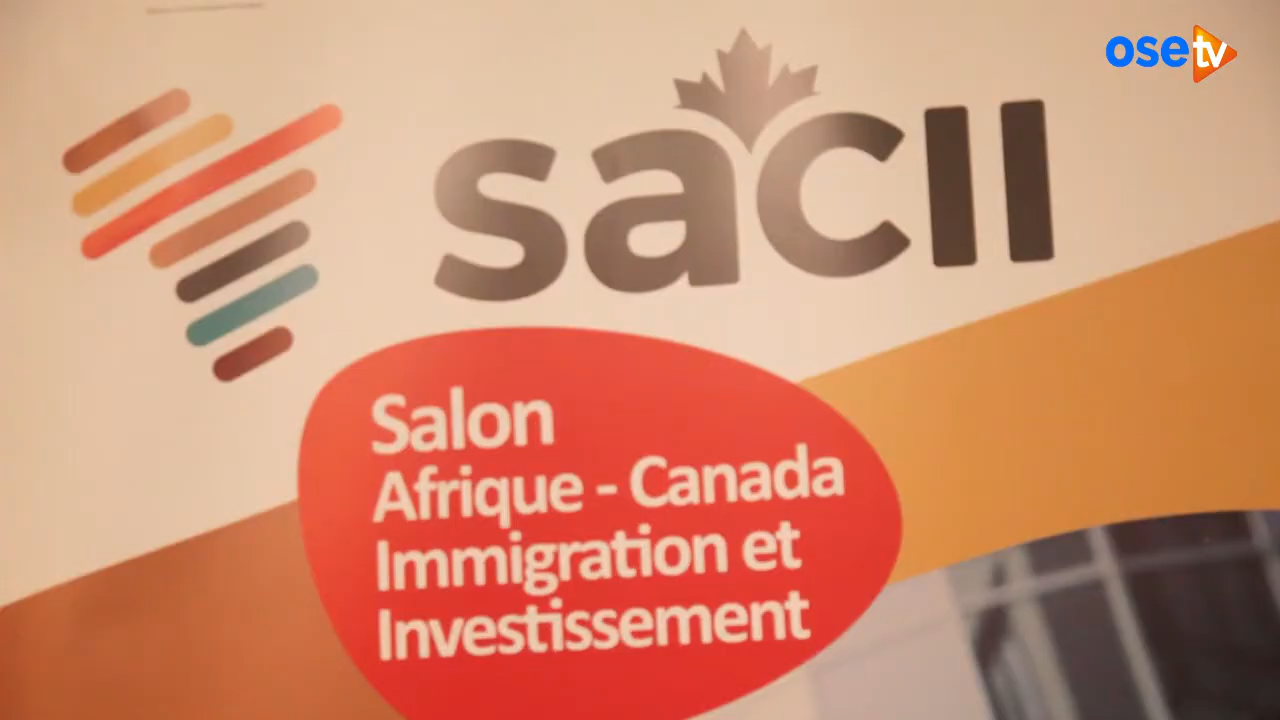 osetv
sacII
Salon
Afrique - Canada
Immigration et
Investissement